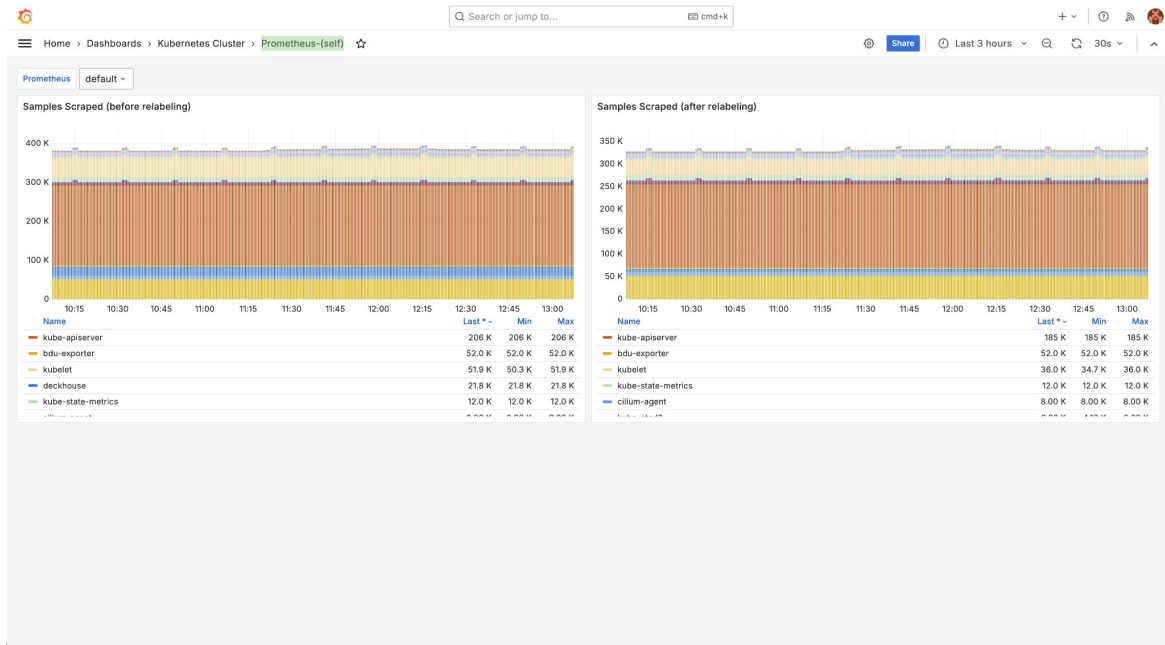 Search or jump to...
cmd+k
Home > Dashboards > Kubernetes Cluster > Prometheus-(self)
Share
Last 3 hours
30s
Prometheus
default
Samples Scraped (before relabeling)
400 K
300 K
200 K
100 K
0
10:15 10:30 10:45 11:00 11:15 11:30 11:45 12:00 12:15 12:30 12:45 13:00
Name Last * Min Max
kube-apiserver 206 K 206 K 206 K
bdu-exporter 52.0 K 52.0 K 52.0 K
kubelet 51.9 K 50.3 K 51.9 K
deckhouse 21.8 K 21.8 K 21.8 K
kube-state-metrics 12.0 K 12.0 K 12.0 K
Samples Scraped (after relabeling)
350 K
300 K
250 K
200 K
150 K
100 K
50 K
0
10:15 10:30 10:45 11:00 11:15 11:30 11:45 12:00 12:15 12:30 12:45 13:00
Name Last * Min Max
kube-apiserver 185 K 185 K 185 K
bdu-exporter 52.0 K 52.0 K 52.0 K
kubelet 36.0 K 34.7 K 36.0 K
kube-state-metrics 12.0 K 12.0 K 12.0 K
cilium-agent 8.00 K 8.00 K 8.00 K